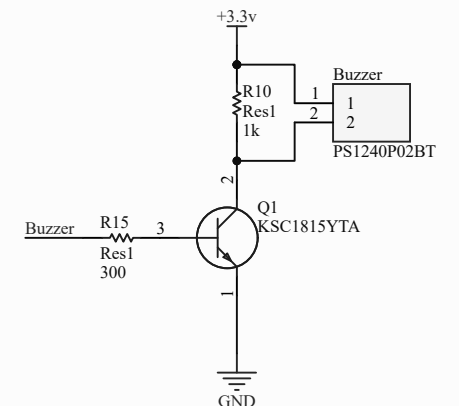 +3.3v
Buzzer
R10
Res1
1k
1
2
1
2
PS1240P02BT
2
Q1
KSC1815YTA
Buzzer
R15
3
Res1
300
1
GND